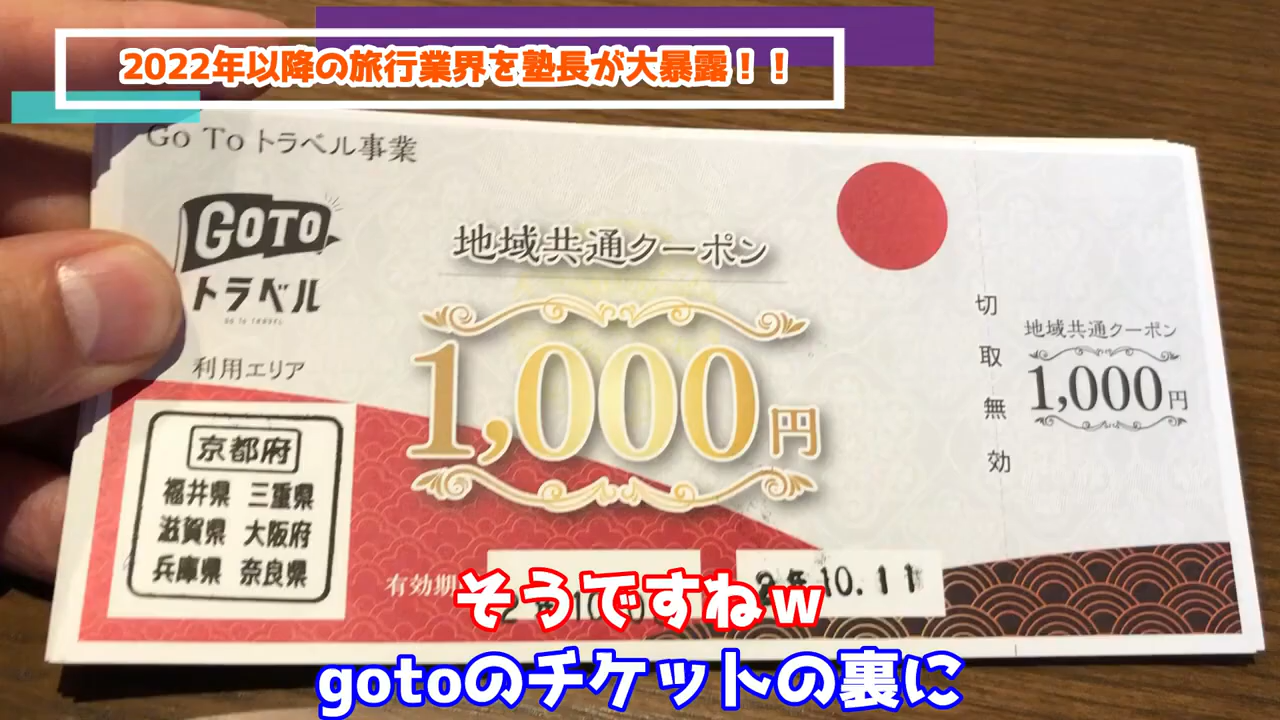 2022年以降の旅行業界を塾長が大暴露！！
Go To トラベル事業
GOTO
トラベル
GO TO TRAVEL
地域共通クーポン
1,000円
利用エリア
京都府
福井県 三重県
滋賀県 大阪府
兵庫県 奈良県
切取無効
地域共通クーポン
1,000円
有効期
10.11
そうですねｗ
gotoのチケットの裏に